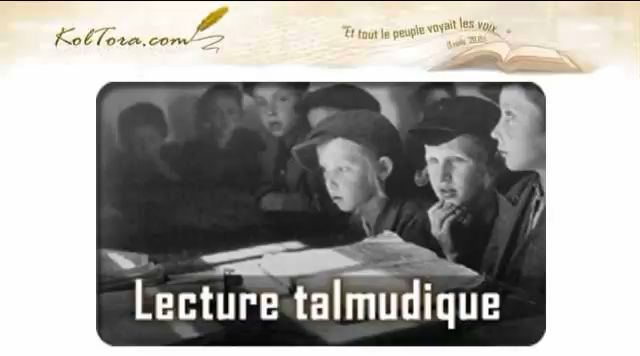 KolTora.com
"Et tout le peuple voyait les voix..."
Lecture talmudique